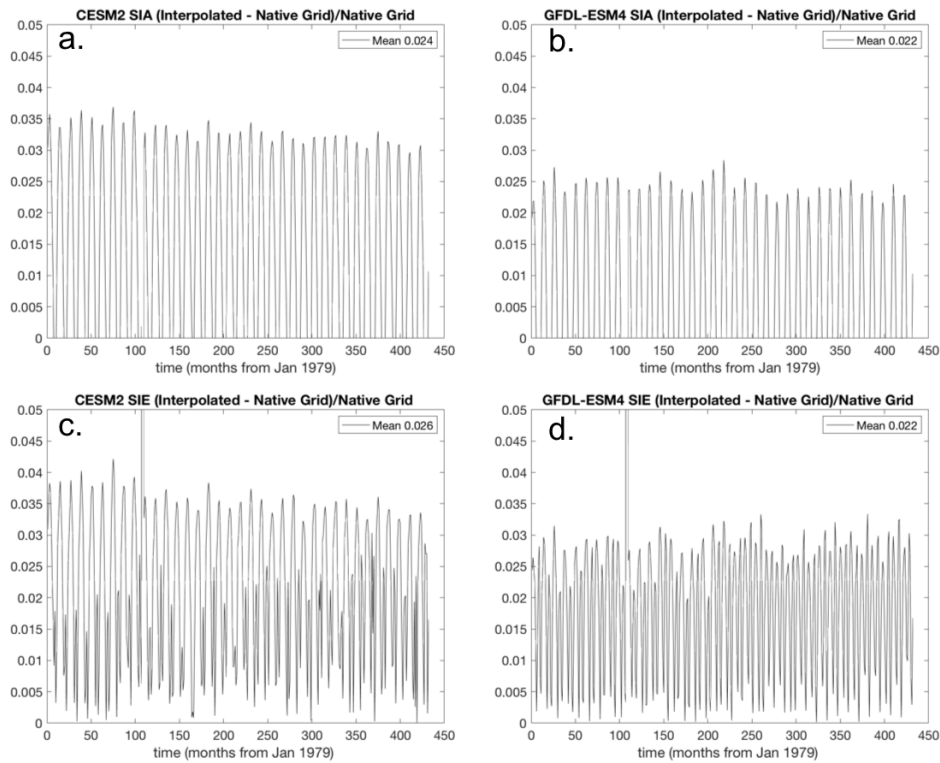 CESM2 SIA (Interpolated - Native Grid)/Native Grid
a.
Mean 0.024
0.05
0.045
0.04
0.035
0.03
0.025
0.02
0.015
0.01
0.005
0
0 50 100 150 200 250 300 350 400 450
time (months from Jan 1979)
GFDL-ESM4 SIA (Interpolated - Native Grid)/Native Grid
b.
Mean 0.022
0.05
0.045
0.04
0.035
0.03
0.025
0.02
0.015
0.01
0.005
0
0 50 100 150 200 250 300 350 400 450
time (months from Jan 1979)
CESM2 SIE (Interpolated - Native Grid)/Native Grid
c.
Mean 0.026
0.05
0.045
0.04
0.035
0.03
0.025
0.02
0.015
0.01
0.005
0
0 50 100 150 200 250 300 350 400 450
time (months from Jan 1979)
GFDL-ESM4 SIE (Interpolated - Native Grid)/Native Grid
d.
Mean 0.022
0.05
0.045
0.04
0.035
0.03
0.025
0.02
0.015
0.01
0.005
0
0 50 100 150 200 250 300 350 400 450
time (months from Jan 1979)